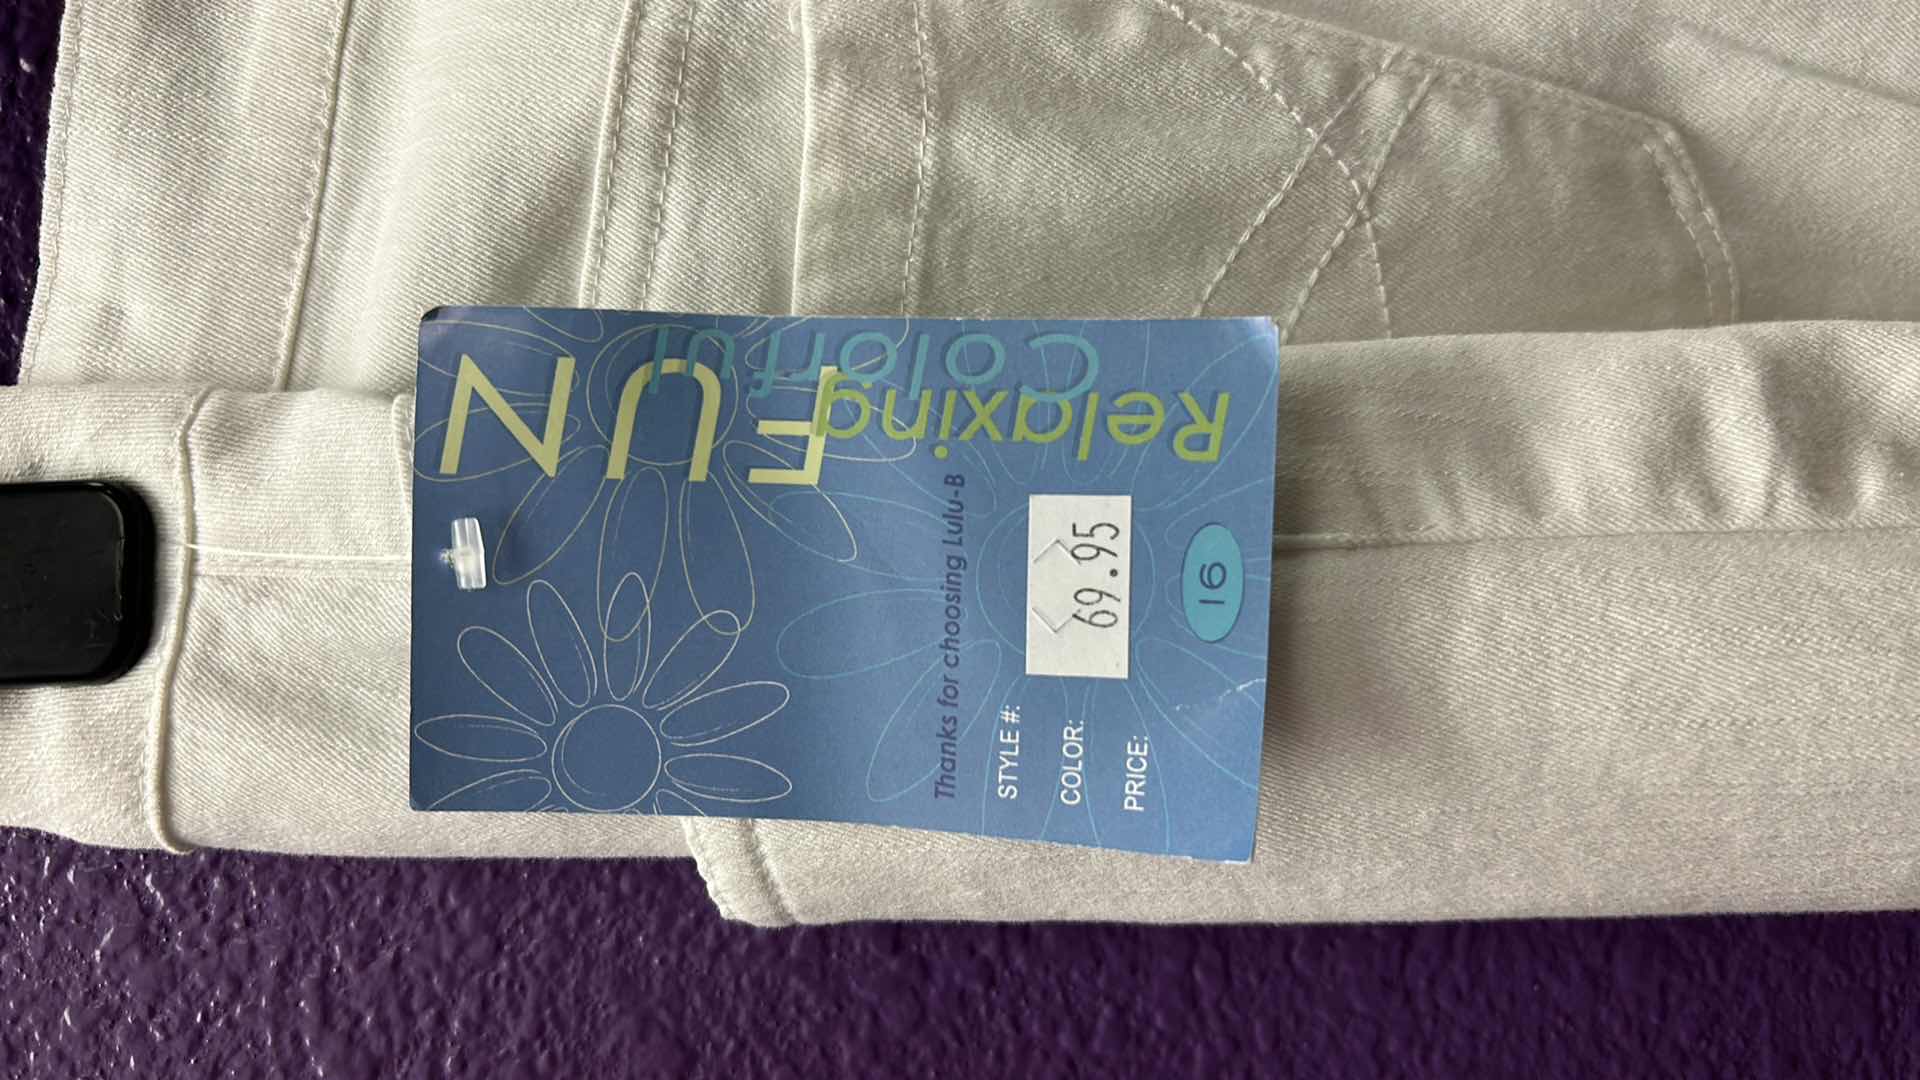 FUN
Relaxing
Colorful
Thanks for choosing Lulu-B
STYLE #:
COLOR:
69.95
PRICE:
16